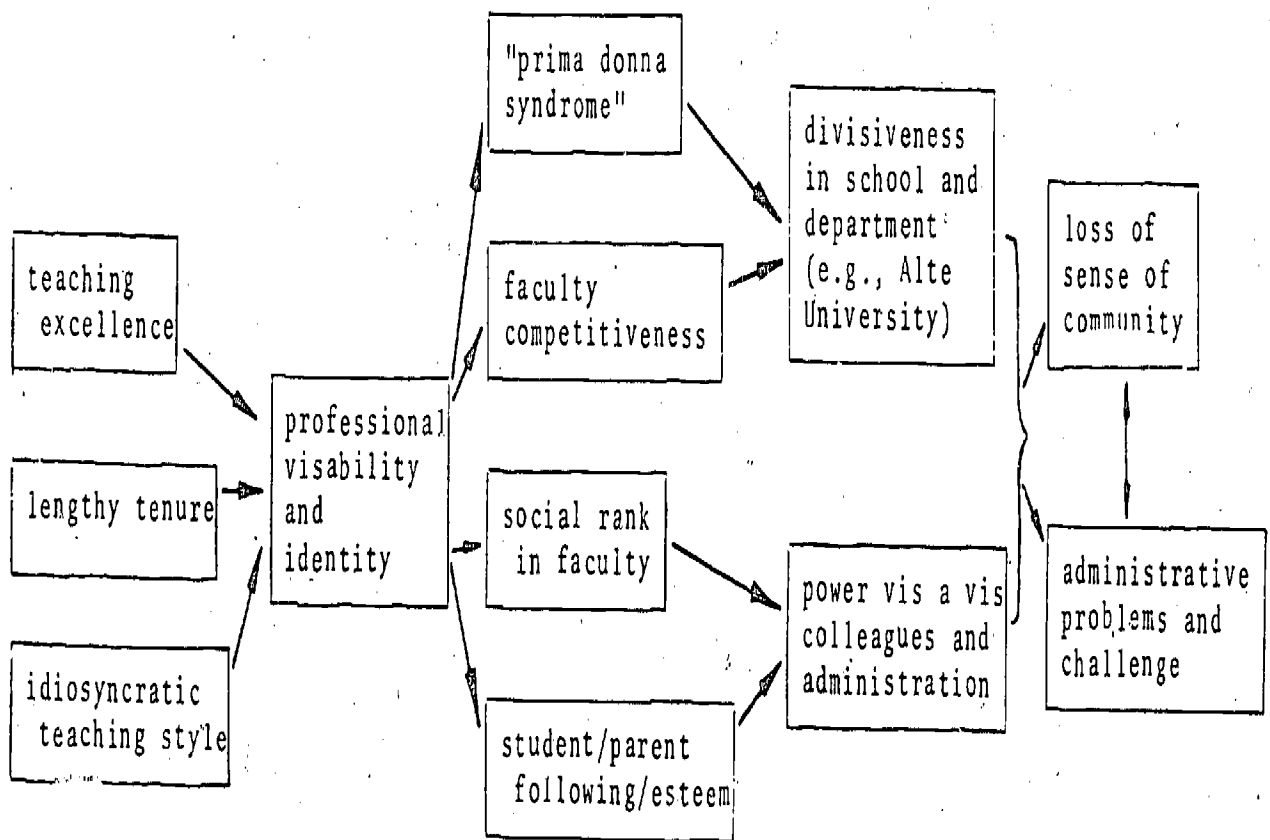 teaching
excellence
lengthy tenure
idiosyncratic
teaching style
professional
visability
and
identity
"prima donna
syndrome"
faculty
competitiveness
social rank
in faculty
student/parent
following/esteem
divisiveness
in school and
department
(e.g., Alte
University)
power vis a vis
colleagues and
administration
loss of
sense of
community
administrative
problems and
challenge